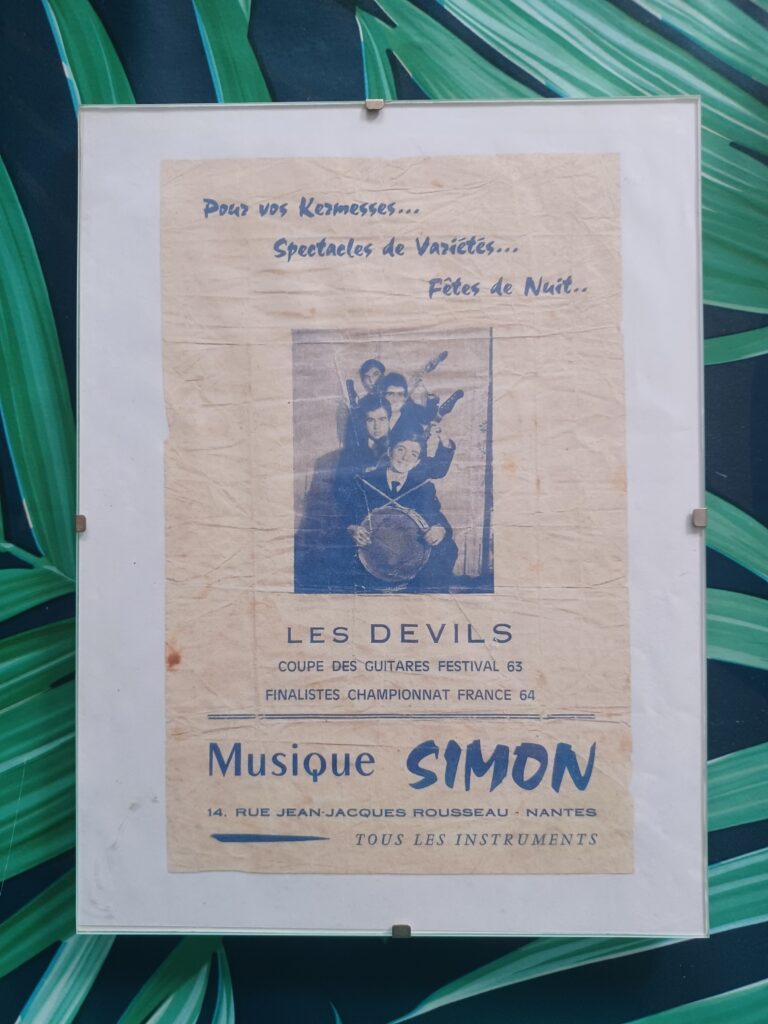 Pour vos Kermesses...
Spectacles de Variétés...
Fêtes de Nuit..
LES DEVILS
COUPE DES GUITARES FESTIVAL 63
FINALISTES CHAMPIONNAT FRANCE 64
Musique SIMON
14, RUE JEAN-JACQUES ROUSSEAU - NANTES
TOUS LES INSTRUMENTS